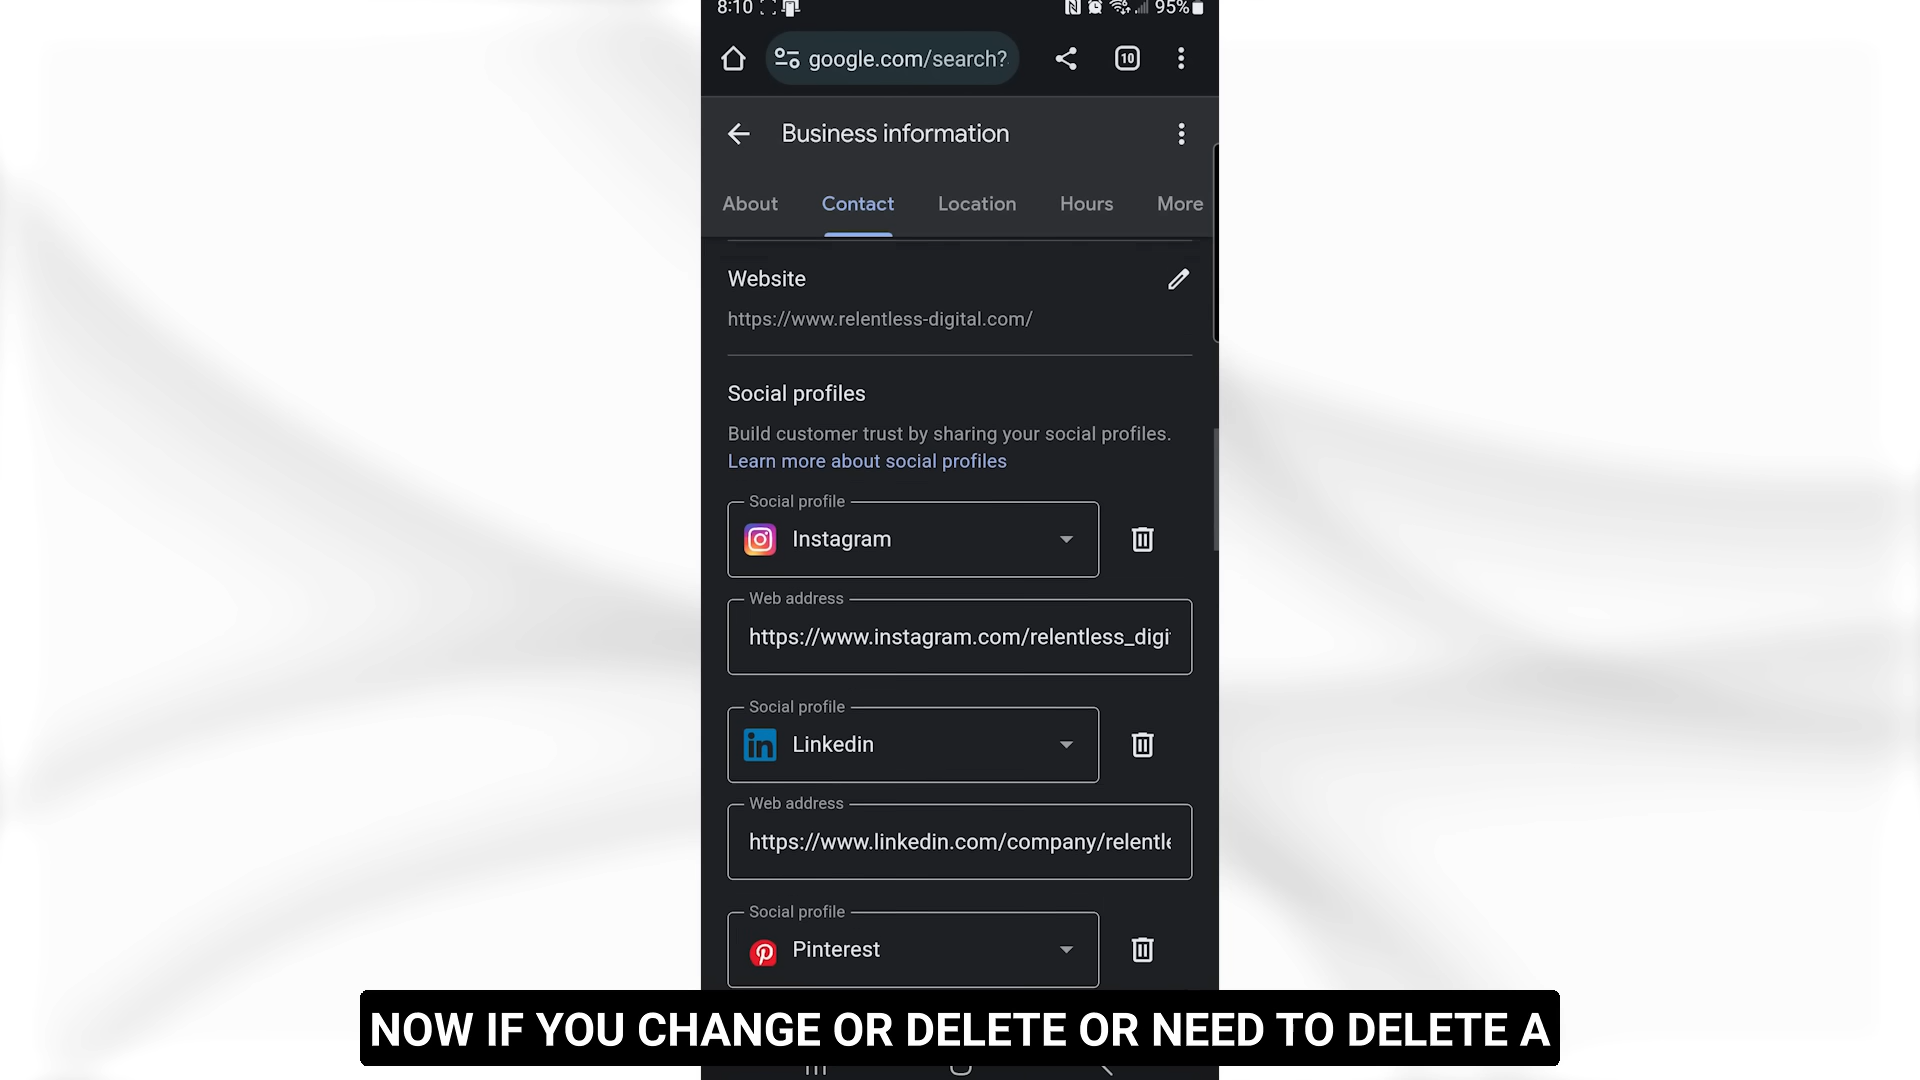 8:10
95%
google.com/search?
10
Business information
About
Contact
Location
Hours
More
Website
https://www.relentless-digital.com/
Social profiles
Build customer trust by sharing your social profiles.
Learn more about social profiles
Social profile
Instagram
Web address
https://www.instagram.com/relentless_digi
Social profile
in
Linkedin
Web address
https://www.linkedin.com/company/relentle
Social profile
Pinterest
NOW IF YOU CHANGE OR DELETE OR NEED TO DELETE A